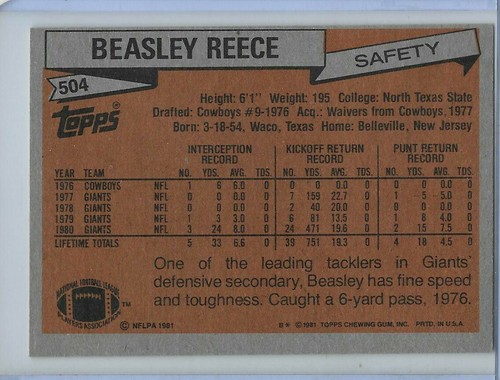 BEASLEY REECE
SAFETY
504
Topps®
Height: 6'1" Weight: 195 College: North Texas State
Drafted: Cowboys #9-1976 Acq.: Waivers from Cowboys, 1977
Born: 3-18-54, Waco, Texas Home: Belleville, New Jersey
INTERCEPTION RECORD KICKOFF RETURN RECORD PUNT RETURN RECORD
YEAR TEAM NO. YDS. AVG. TDS. NO. YDS. AVG. TDS. NO. YDS. AVG. TDS.
1976 COWBOYS NFL 1 6 6.0 0 0 0 0.0 0 0 0 0.0 0
1977 GIANTS NFL 0 0 0.0 0 7 159 22.7 0 1 5 5.0 0
1978 GIANTS NFL 0 0 0.0 0 2 40 20.0 0 0 0 0.0 0
1979 GIANTS NFL 1 3 3.0 0 6 81 13.5 0 1 8 4.0 0
1980 GIANTS NFL 3 24 8.0 0 24 471 19.6 0 2 15 7.5 0
LIFETIME TOTALS 5 33 6.6 0 39 751 19.3 0 4 18 4.5 0
One of the leading tacklers in Giants'
defensive secondary, Beasley has fine speed
and toughness. Caught a 6-yard pass, 1976.
NATIONAL FOOTBALL LEAGUE
PLAYERS ASSOCIATION
TM
© NFLPA 1981
** © 1981 TOPPS CHEWING GUM, INC. PRTD. IN U.S.A.